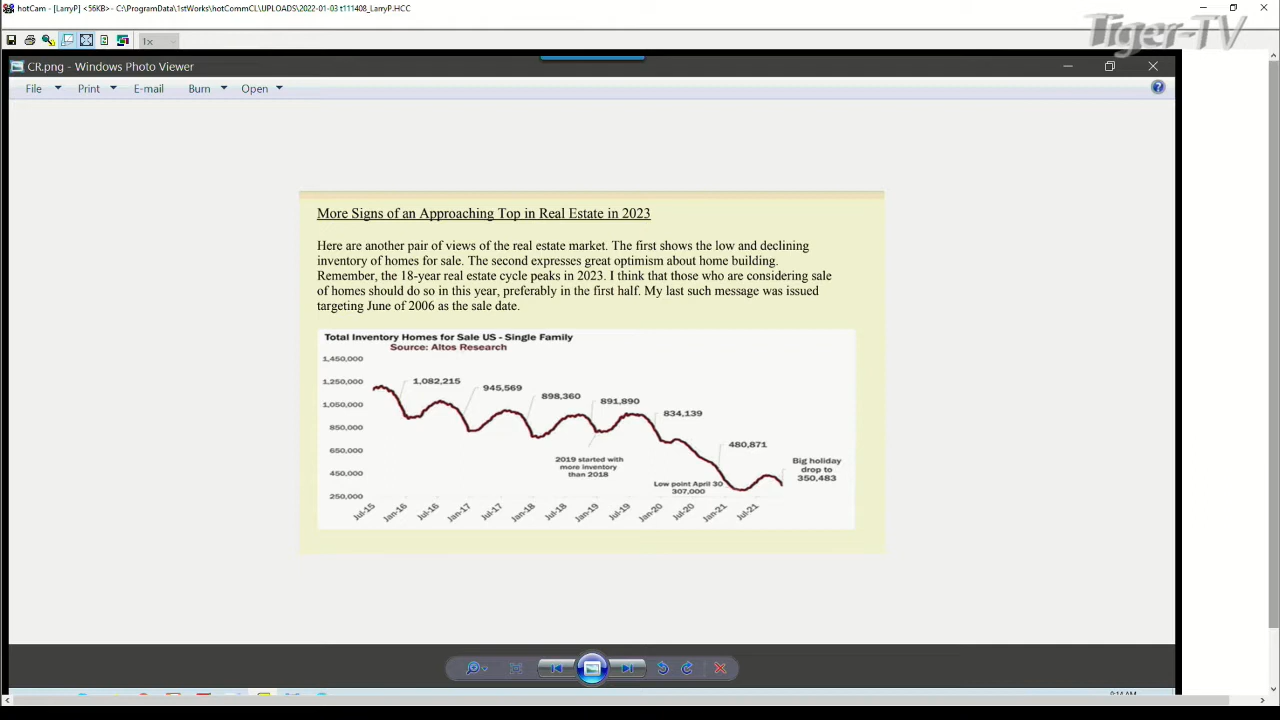 hotCam - [LarryP] <56KB>- C:\ProgramData\1stWorks\hotCommCL\UPLOADS\2022-01-03 t111408_LarryP.HCC
Tiger-TV
1x
CR.png - Windows Photo Viewer
File Print E-mail Burn Open
More Signs of an Approaching Top in Real Estate in 2023
Here are another pair of views of the real estate market. The first shows the low and declining
inventory of homes for sale. The second expresses great optimism about home building.
Remember, the 18-year real estate cycle peaks in 2023. I think that those who are considering sale
of homes should do so in this year, preferably in the first half. My last such message was issued
targeting June of 2006 as the sale date.
Total Inventory Homes for Sale US - Single Family
Source: Altos Research
1,450,000
1,250,000
1,050,000
850,000
650,000
450,000
250,000
1,082,215
945,569
898,360
891,890
834,139
480,871
2019 started with
more inventory
than 2018
Low point April 30
307,000
Big holiday
drop to
350,483
Jul-15 Jan-16 Jul-16 Jan-17 Jul-17 Jan-18 Jul-18 Jan-19 Jul-19 Jan-20 Jul-20 Jan-21 Jul-21